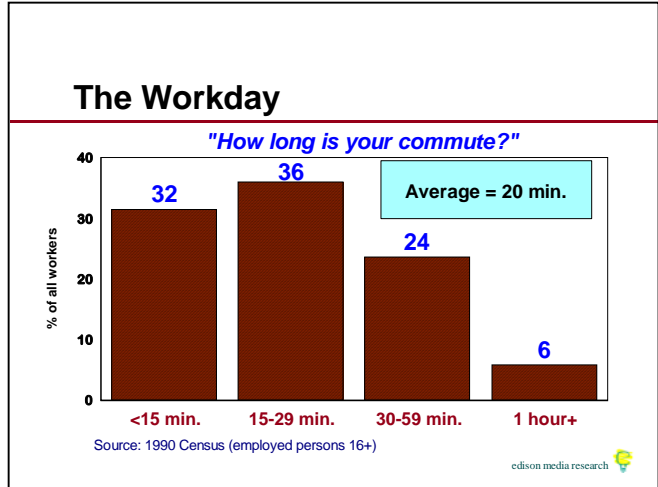 The Workday
"How long is your commute?"
Average = 20 min.
% of all workers
40
30
20
10
0
32
36
24
6
<15 min.
15-29 min.
30-59 min.
1 hour+
Source: 1990 Census (employed persons 16+)
edison media research